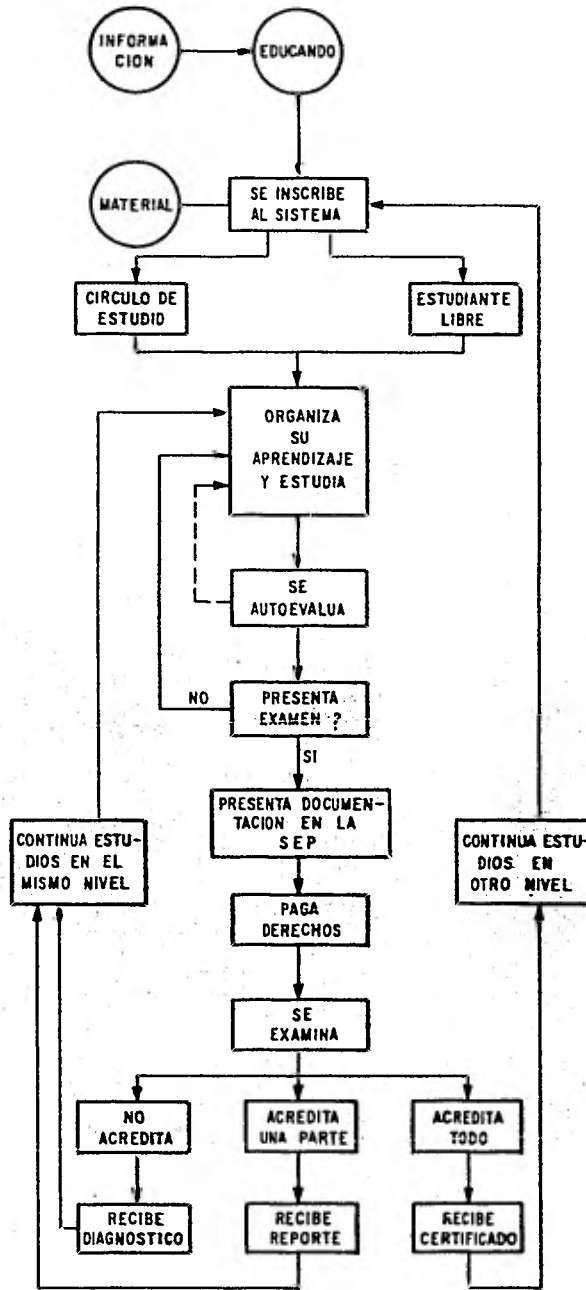 INFORMA
CION
EDUCANDO
MATERIAL
SE INSCRIBE
AL SISTEMA
CIRCULO DE
ESTUDIO
ESTUDIANTE
LIBRE
ORGANIZA
SU
APRENDIZAJE
Y ESTUDIA
SE
AUTOEVALUA
NO
PRESENTA
EXAMEN ?
SI
PRESENTA DOCUMEN-
TACION EN LA
SEP
CONTINUA ESTU-
DIOS EN EL
MISMO NIVEL
CONTINUA ESTU-
DIOS EN
OTRO NIVEL
PAGA
DERECHOS
SE
EXAMINA
NO
ACREDITA
ACREDITA
UNA PARTE
ACREDITA
TODO
RECIBE
DIAGNOSTICO
RECIBE
REPORTE
RECIBE
CERTIFICADO